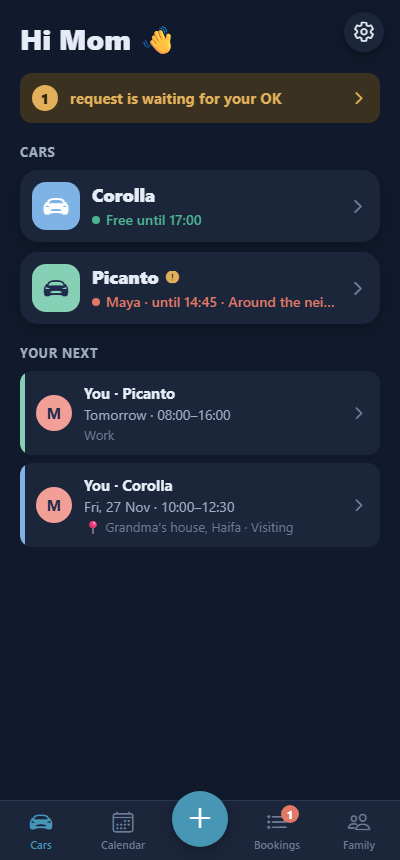 Hi Mom 👋
1 request is waiting for your OK
CARS
Corolla
Free until 17:00
Picanto !
Maya · until 14:45 · Around the nei...
YOUR NEXT
M
You · Picanto
Tomorrow · 08:00–16:00
Work
M
You · Corolla
Fri, 27 Nov · 10:00–12:30
📍 Grandma's house, Haifa · Visiting
1
Cars Calendar Bookings Family